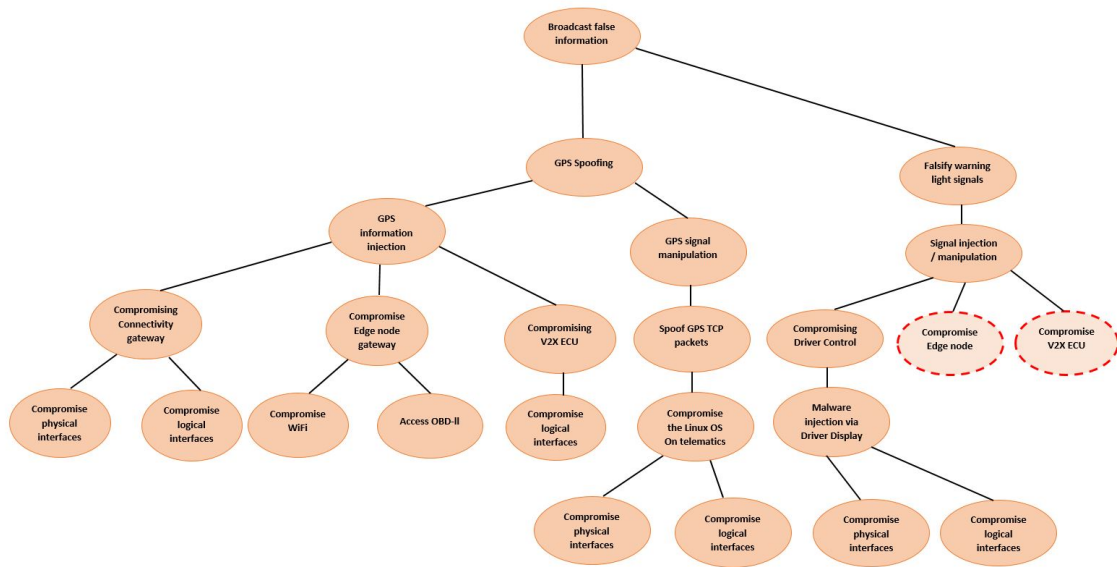 Broadcast false
information
GPS Spoofing
Falsify warning
light signals
GPS
information
injection
GPS signal
manipulation
Signal injection
/ manipulation
Compromising
Connectivity
gateway
Compromise
Edge node
gateway
Compromising
V2X ECU
Spoof GPS TCP
packets
Compromising
Driver Control
Compromise
Edge node
Compromise
V2X ECU
Compromise
physical
interfaces
Compromise
logical
interfaces
Compromise
WiFi
Access OBD-ll
Compromise
logical
interfaces
Compromise
the Linux OS
On telematics
Malware
injection via
Driver Display
Compromise
physical
interfaces
Compromise
logical
interfaces
Compromise
physical
interfaces
Compromise
logical
interfaces